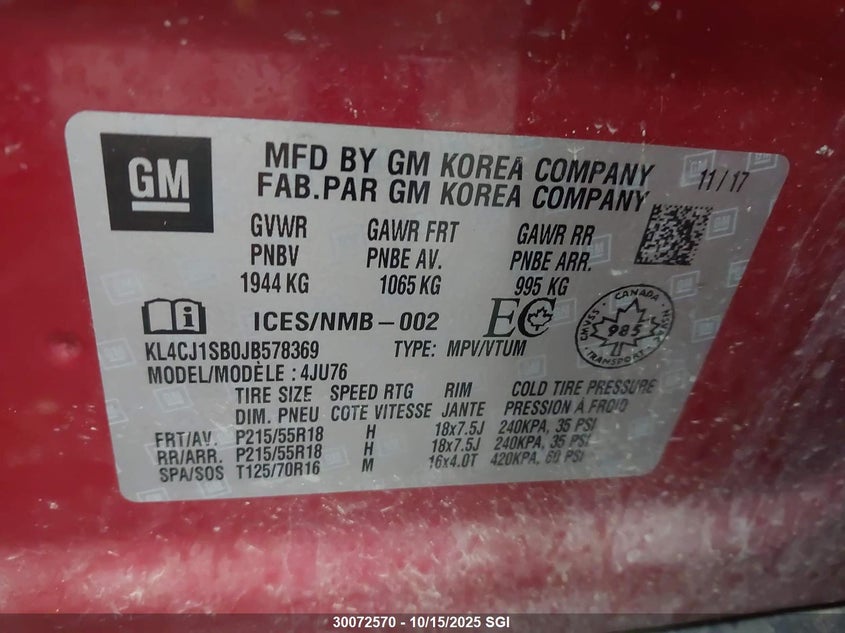 GM
MFD BY GM KOREA COMPANY 11/17
FAB.PAR GM KOREA COMPANY
GVWR GAWR FRT GAWR RR
PNBV PNBE AV. PNBE ARR.
1944 KG 1065 KG 995 KG
ICES/NMB-002 EC
CANADA
CMVSS 985 NSVAC
TRANSPORT
KL4CJ1SB0JB578369 TYPE: MPV/VTUM
MODEL/MODÈLE : 4JU76
TIRE SIZE SPEED RTG RIM COLD TIRE PRESSURE
DIM. PNEU COTE VITESSE JANTE PRESSION À FROID
FRT/AV. P215/55R18 H 18x7.5J 240KPA, 35 PSI
RR/ARR. P215/55R18 H 18x7.5J 240KPA, 35 PSI
SPA/SOS T125/70R16 M 16x4.0T 420KPA, 60 PSI
30072570 - 10/15/2025 SGI